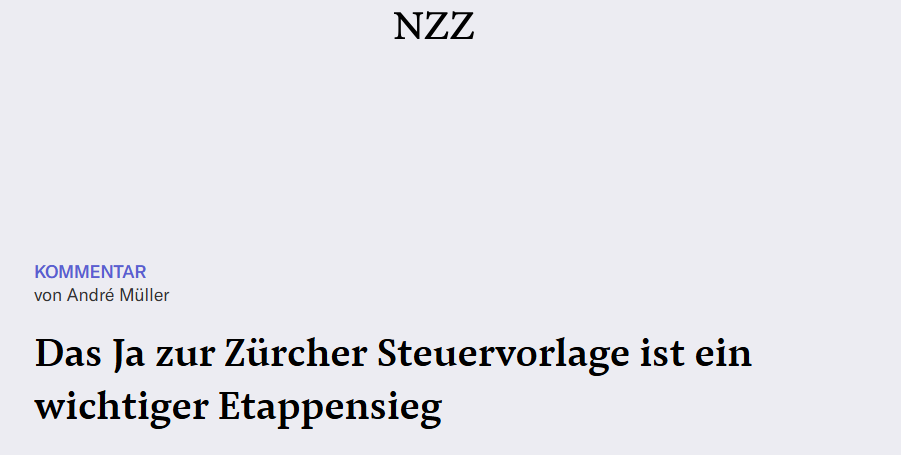 NZZ
KOMMENTAR
von André Müller
Das Ja zur Zürcher Steuervorlage ist ein
wichtiger Etappensieg